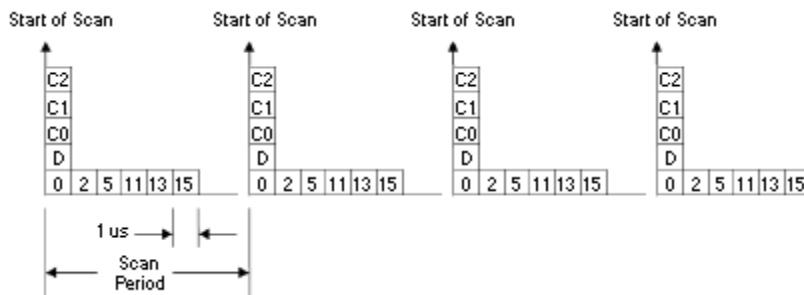 Start of Scan Start of Scan Start of Scan Start of Scan
C2 C2 C2 C2
C1 C1 C1 C1
C0 C0 C0 C0
D D D D
0 2 5 11 13 15 0 2 5 11 13 15 0 2 5 11 13 15 0 2 5 11 13 15
1 us
Scan
Period